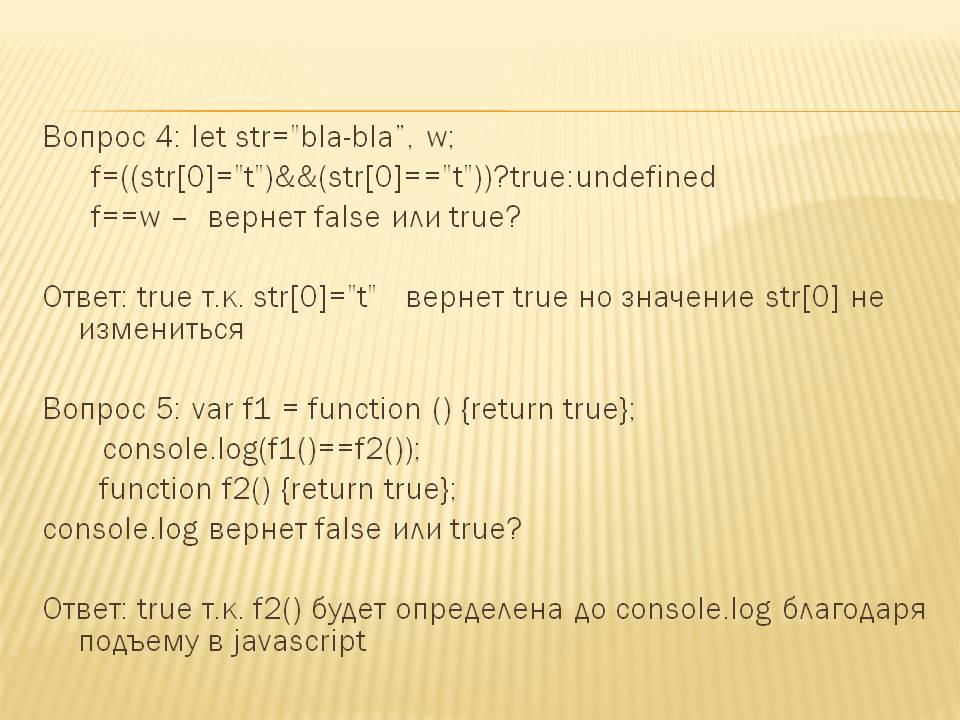 Вопрос 4: let str="bla-bla”, w;
f=((str[0]="t")&&(str[0]=="t"))?true:undefined
f==w – вернет false или true?
Ответ: true т.к. str[0]="t" вернет true но значение str[0] не
измениться
Вопрос 5: var f1 = function () {return true};
console.log(f1()==f2());
function f2() {return true};
console.log вернет false или true?
Ответ: true т.к. f2() будет определена до console.log благодаря
подъему в javascript